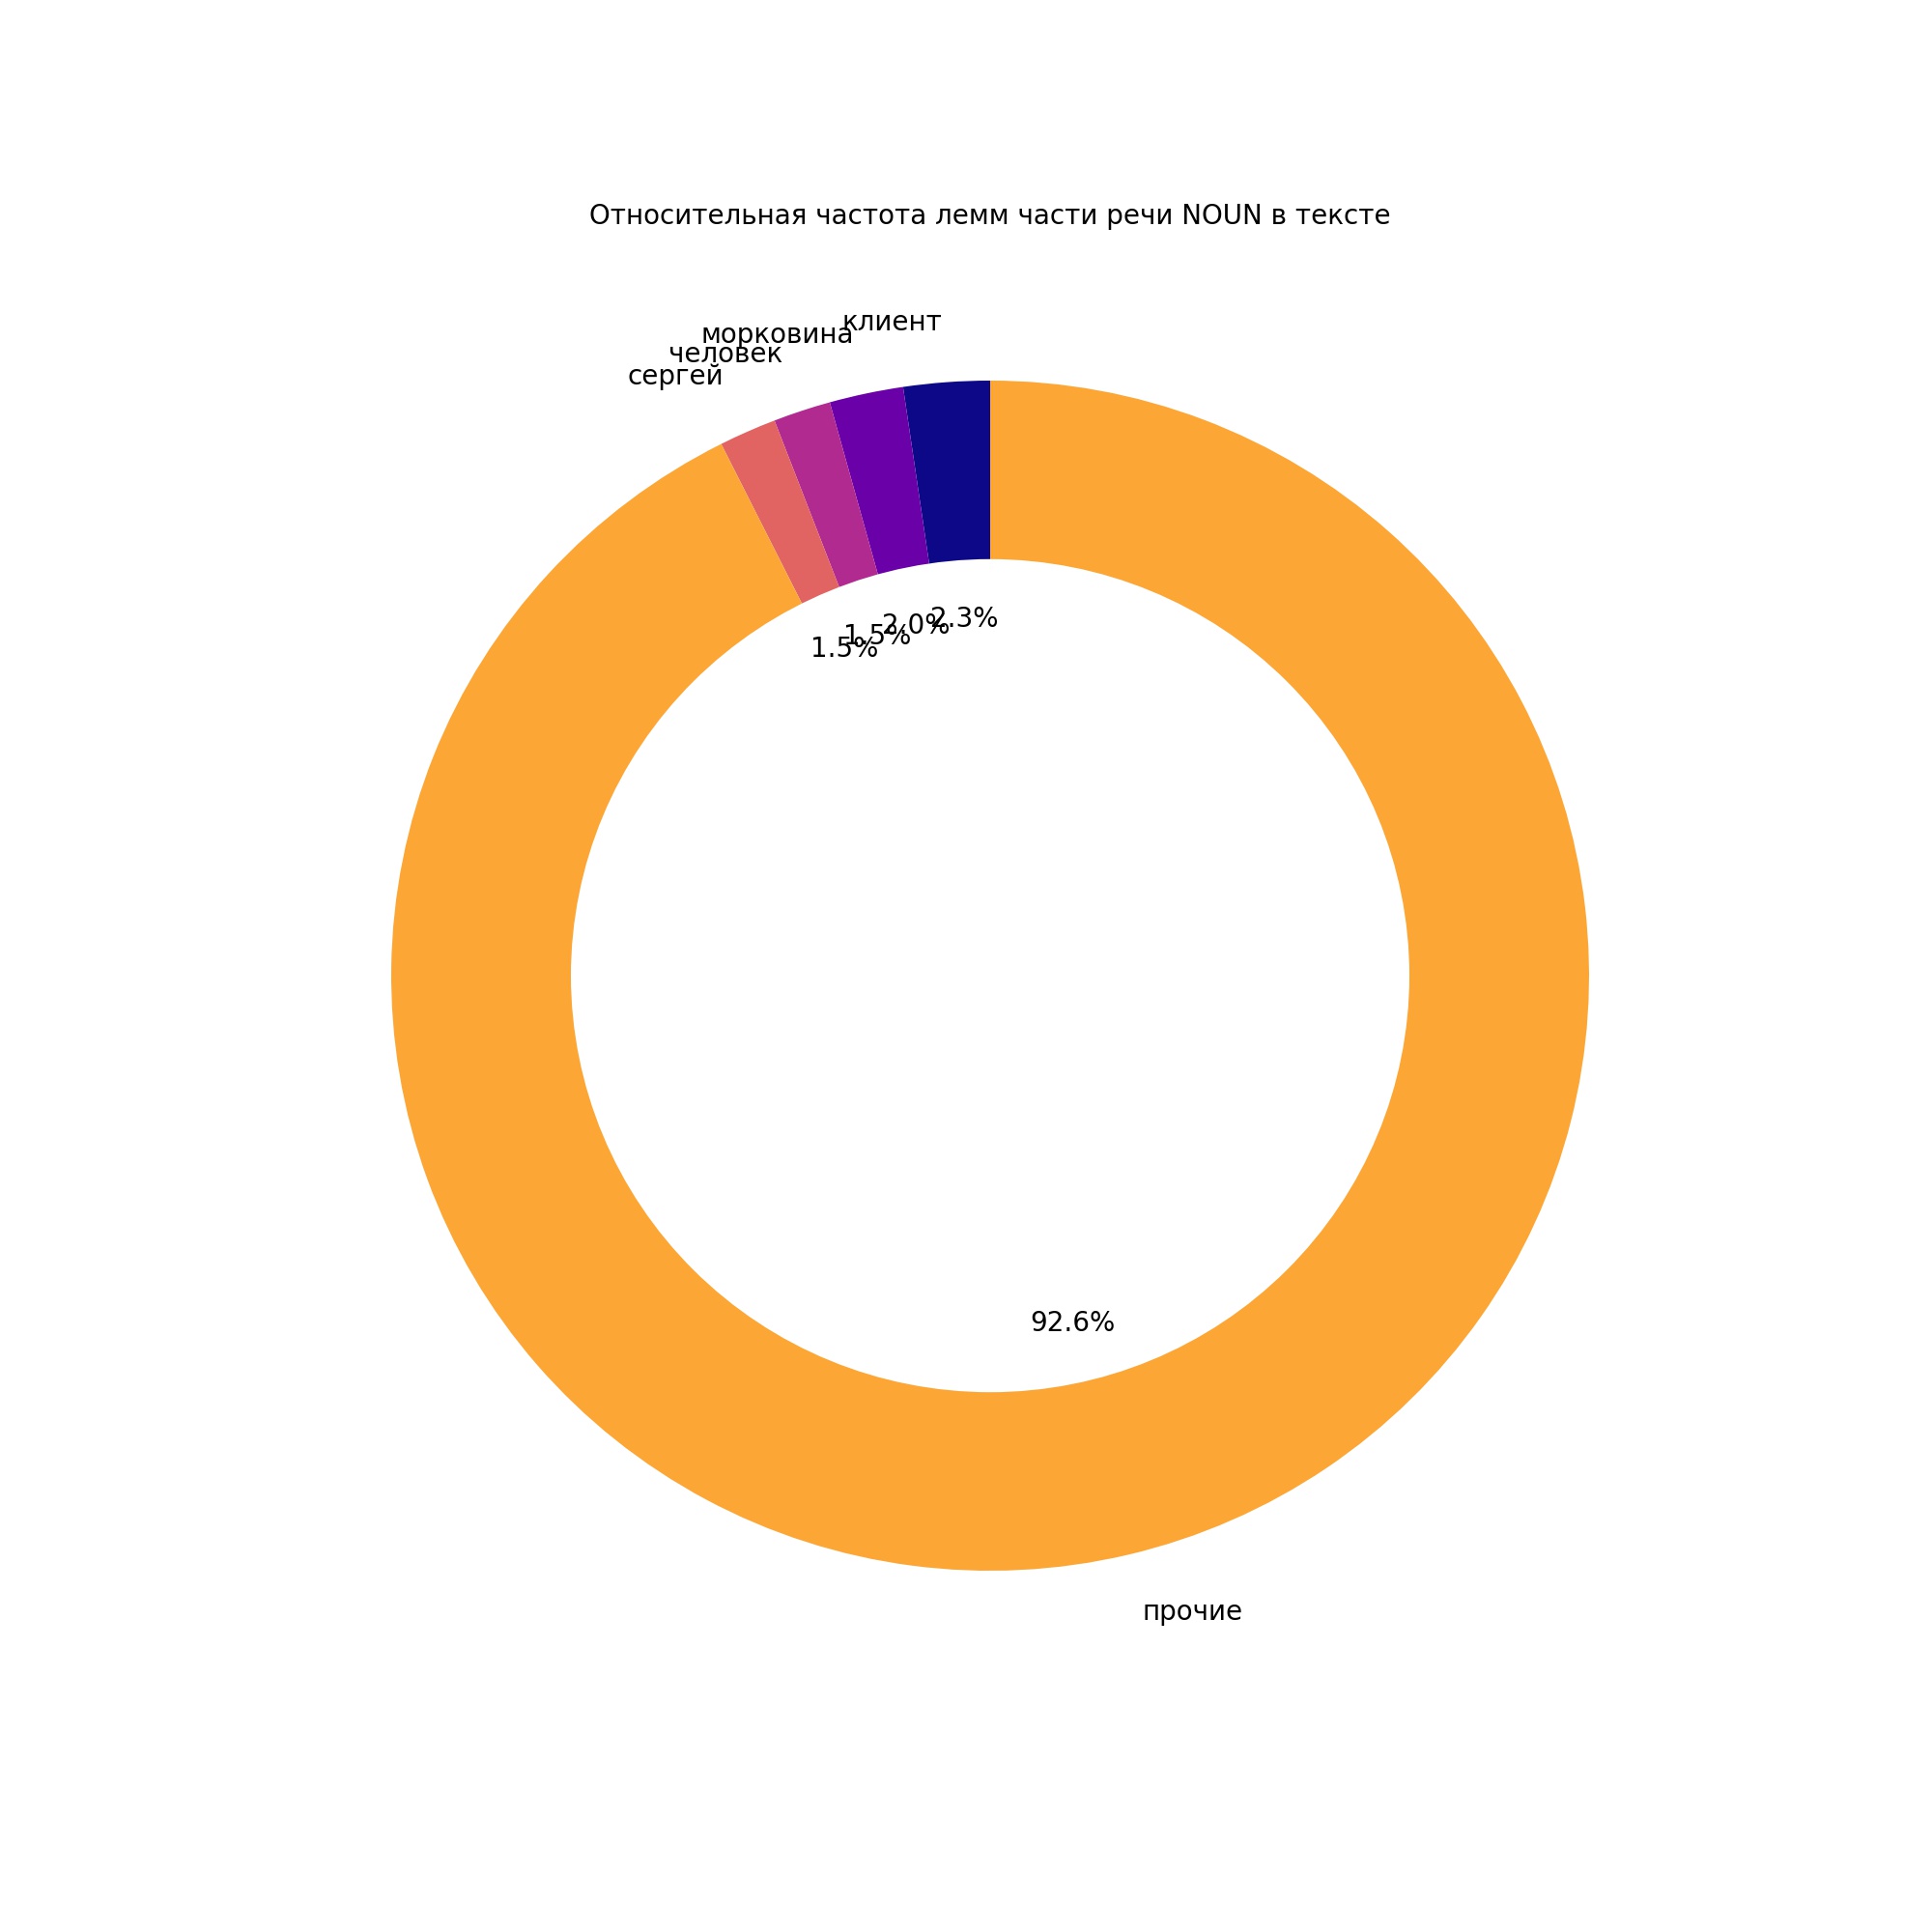 Относительная частота лемм части речи NOUN в тексте
клиент
морковина
человек
сергей
2.3%
2.0%
1.5%
1.5%
92.6%
прочие